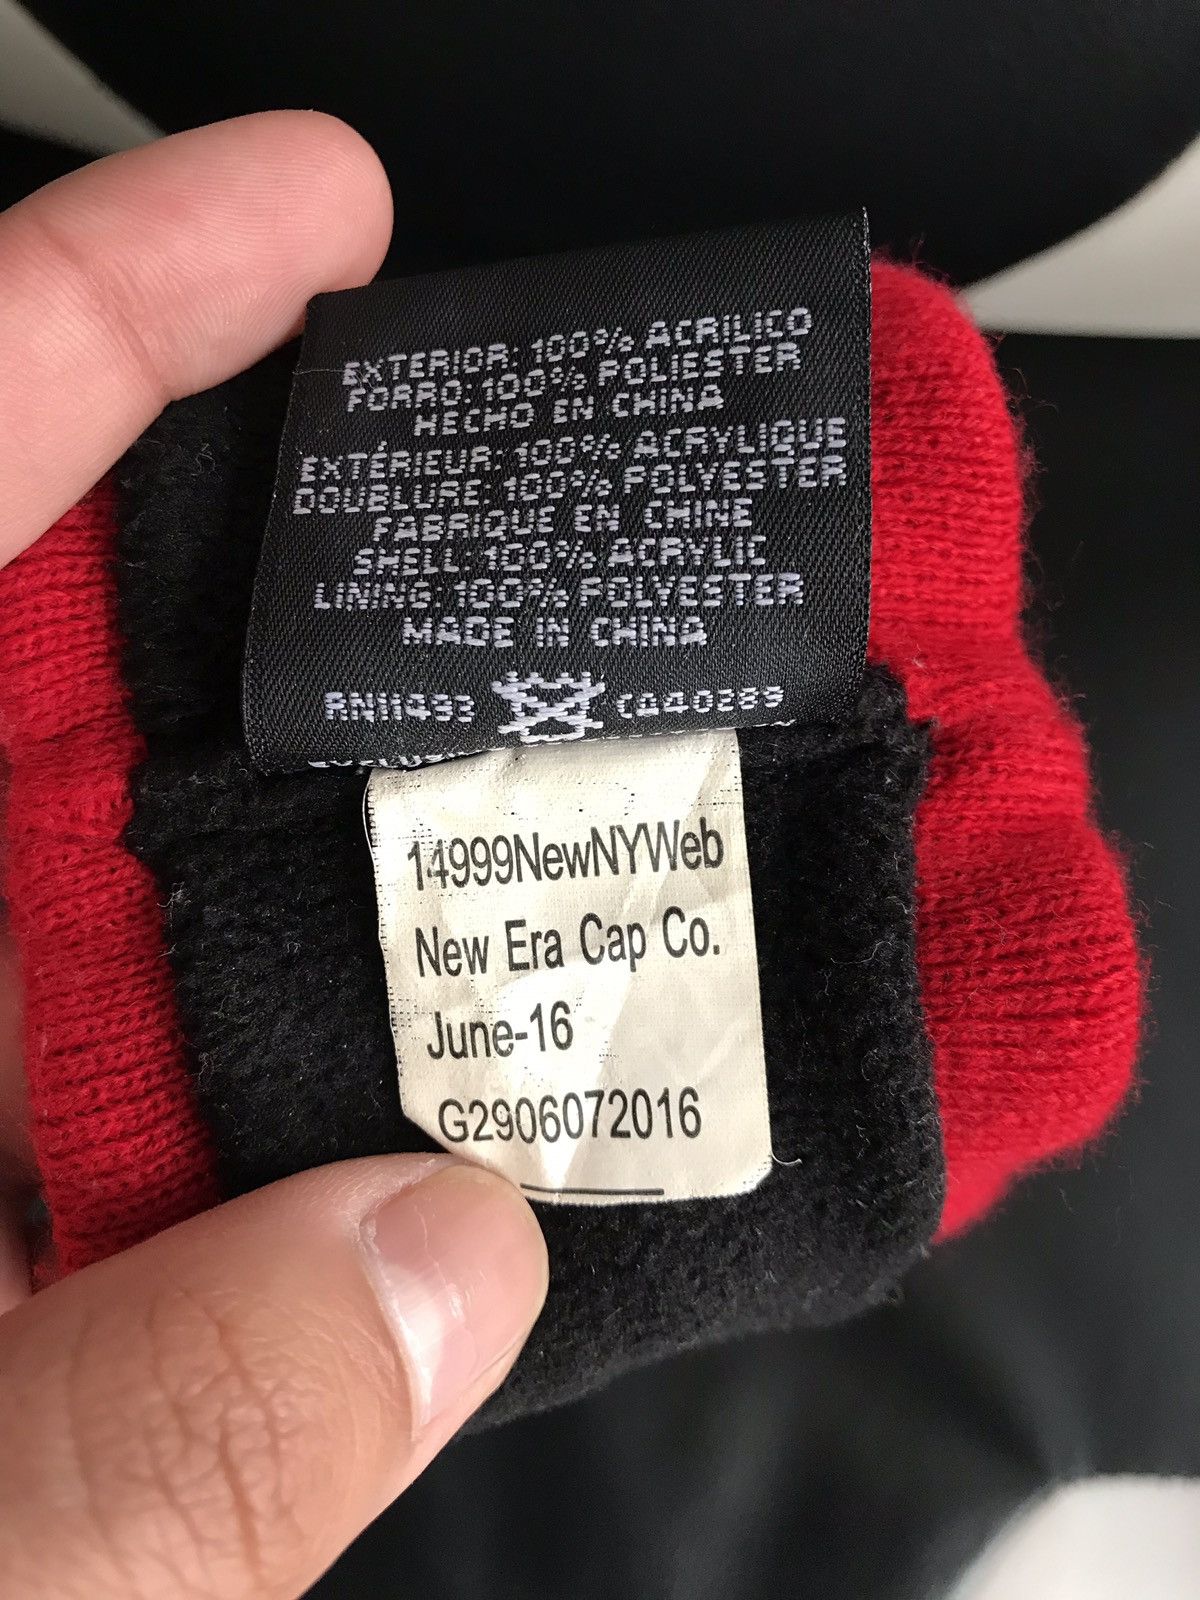 EXTERIOR: 100% ACRILICO
FORRO: 100% POLIESTER
HECHO EN CHINA
EXTÉRIEUR: 100% ACRYLIQUE
DOUBLURE: 100% POLYESTER
FABRIQUE EN CHINE
SHELL: 100% ACRYLIC
LINING: 100% POLYESTER
MADE IN CHINA
RN11493 CA40289
14999NewNYWeb
New Era Cap Co.
June-16
G2906072016